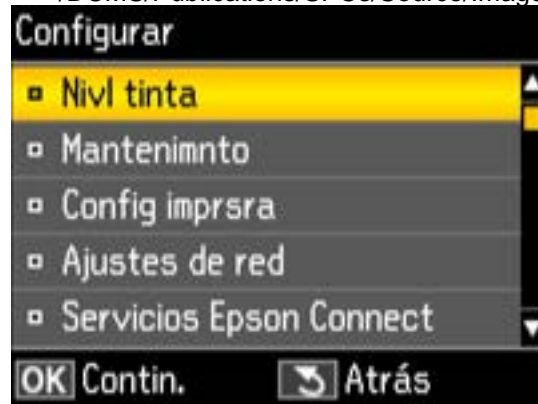 Configurar
Nivl tinta
Mantenimnto
Config imprsra
Ajustes de red
Servicios Epson Connect
OK Contin. Atrás